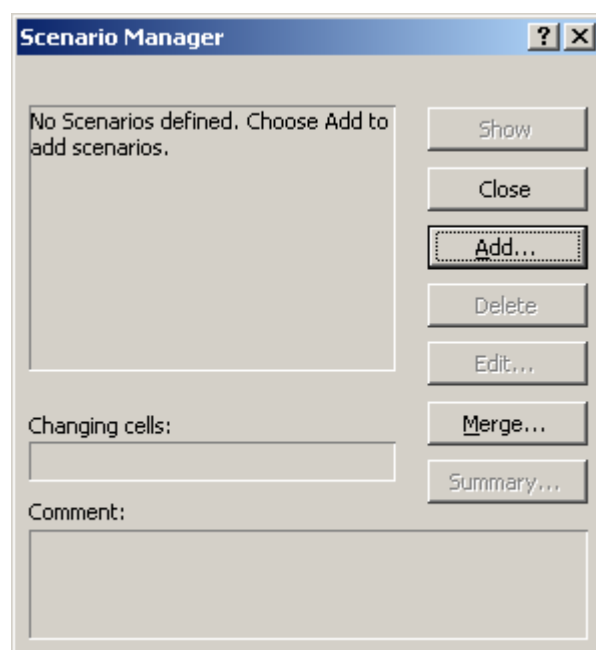 Scenario Manager
No Scenarios defined. Choose Add to
add scenarios.
Show
Close
Add...
Delete
Edit...
Changing cells:
Merge...
Summary...
Comment: